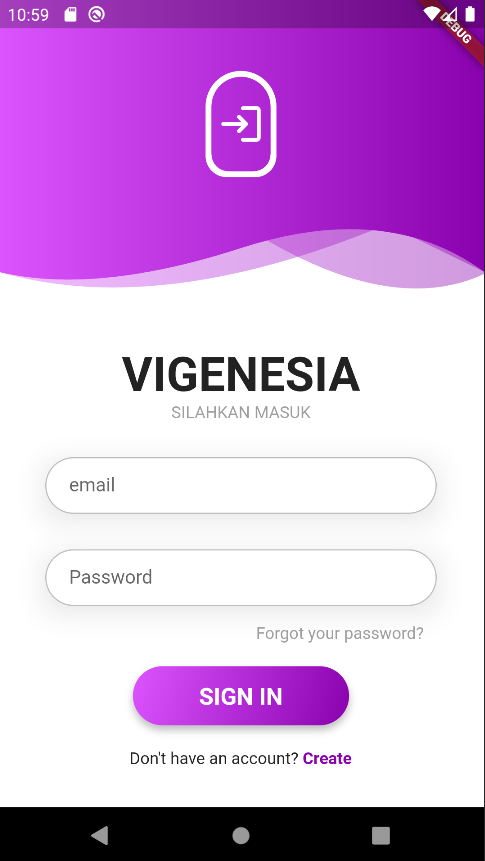 10:59
DEBUG
VIGENESIA
SILAHKAN MASUK
email
Password
Forgot your password?
SIGN IN
Don't have an account? Create